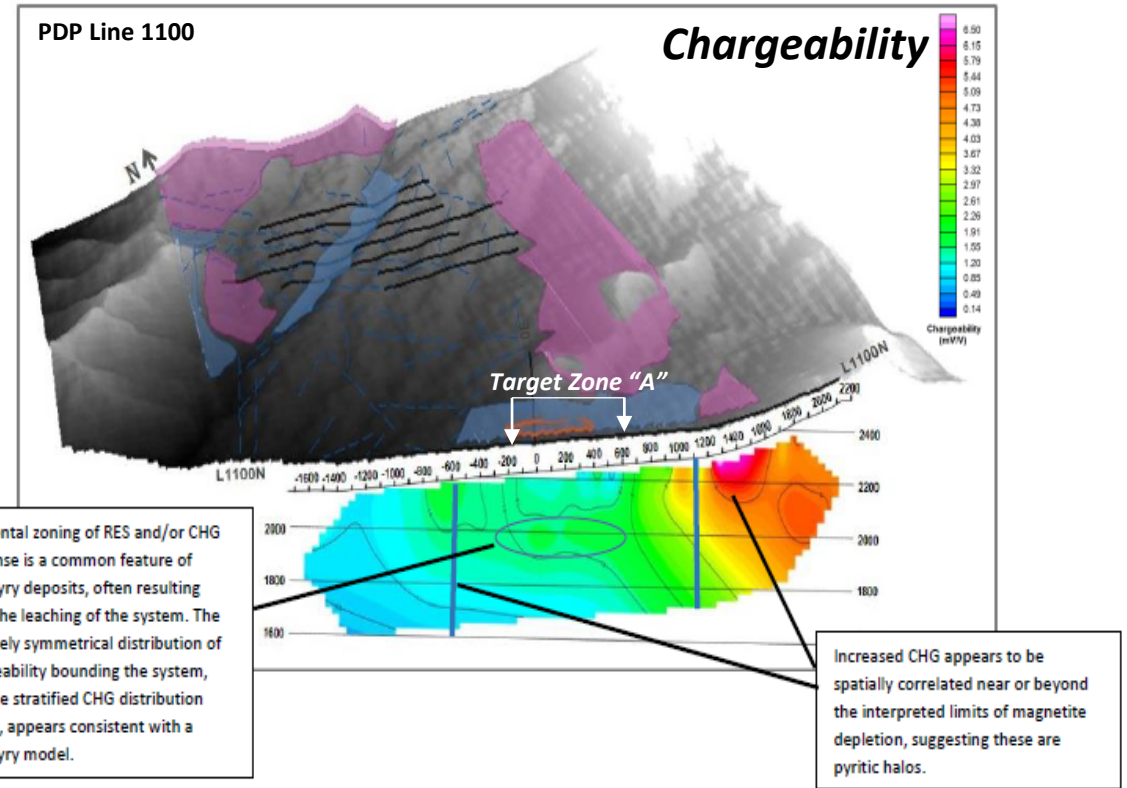 PDP Line 1100
Chargeability
6.50
6.15
5.79
5.44
5.09
4.73
4.38
4.03
3.67
3.32
2.97
2.61
2.26
1.91
1.55
1.20
0.85
0.49
0.14
Chargeability
(mV/V)
N
Target Zone “A”
L1100N
L1100N
-1600 -1400 -1200 -1000 -800 -600 -400 -200 0 200 400 600 800 1000 1200 1400 1600 1800 2000 2200
2400
2200
2000
1800
2000
1800
1600
ental zoning of RES and/or CHG
nse is a common feature of
yry deposits, often resulting
the leaching of the system. The
ely symmetrical distribution of
eability bounding the system,
e stratified CHG distribution
, appears consistent with a
yry model.
Increased CHG appears to be
spatially correlated near or beyond
the interpreted limits of magnetite
depletion, suggesting these are
pyritic halos.